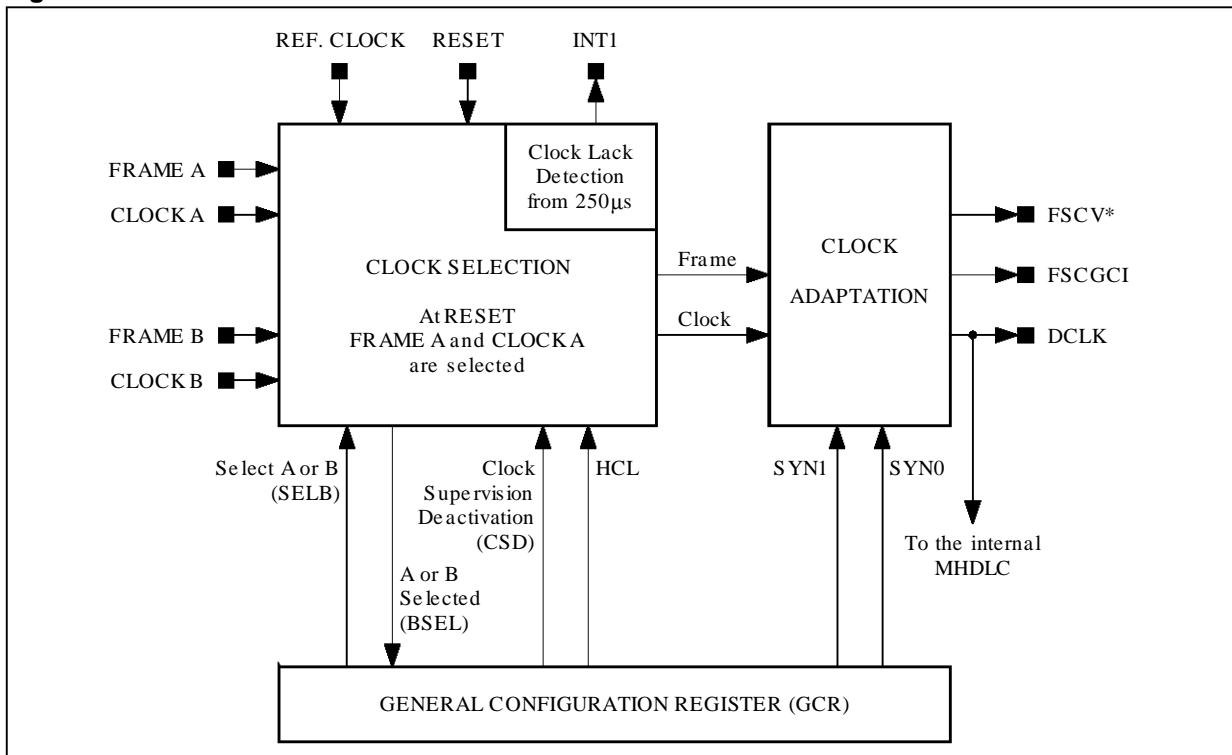 REF. CLOCK
RESET
INT1
FRAME A
CLOCK A
FRAME B
CLOCK B
Clock Lack
Detection
from 250µs
CLOCK SELECTION
At RESET
FRAME A and CLOCK A
are selected
Frame
Clock
CLOCK
ADAPTATION
FSCV*
FSCGCI
DCLK
Select A or B
(SELB)
A or B
Selected
(BSEL)
Clock
Supervision
Deactivation
(CSD)
HCL
SYN1
SYN0
To the internal
MHDLC
GENERAL CONFIGURATION REGISTER (GCR)